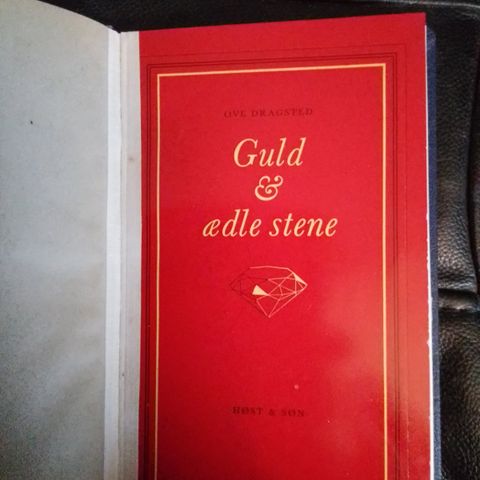 OVE DRAGSTED
Guld
&
ædle stene
HØST & SØN